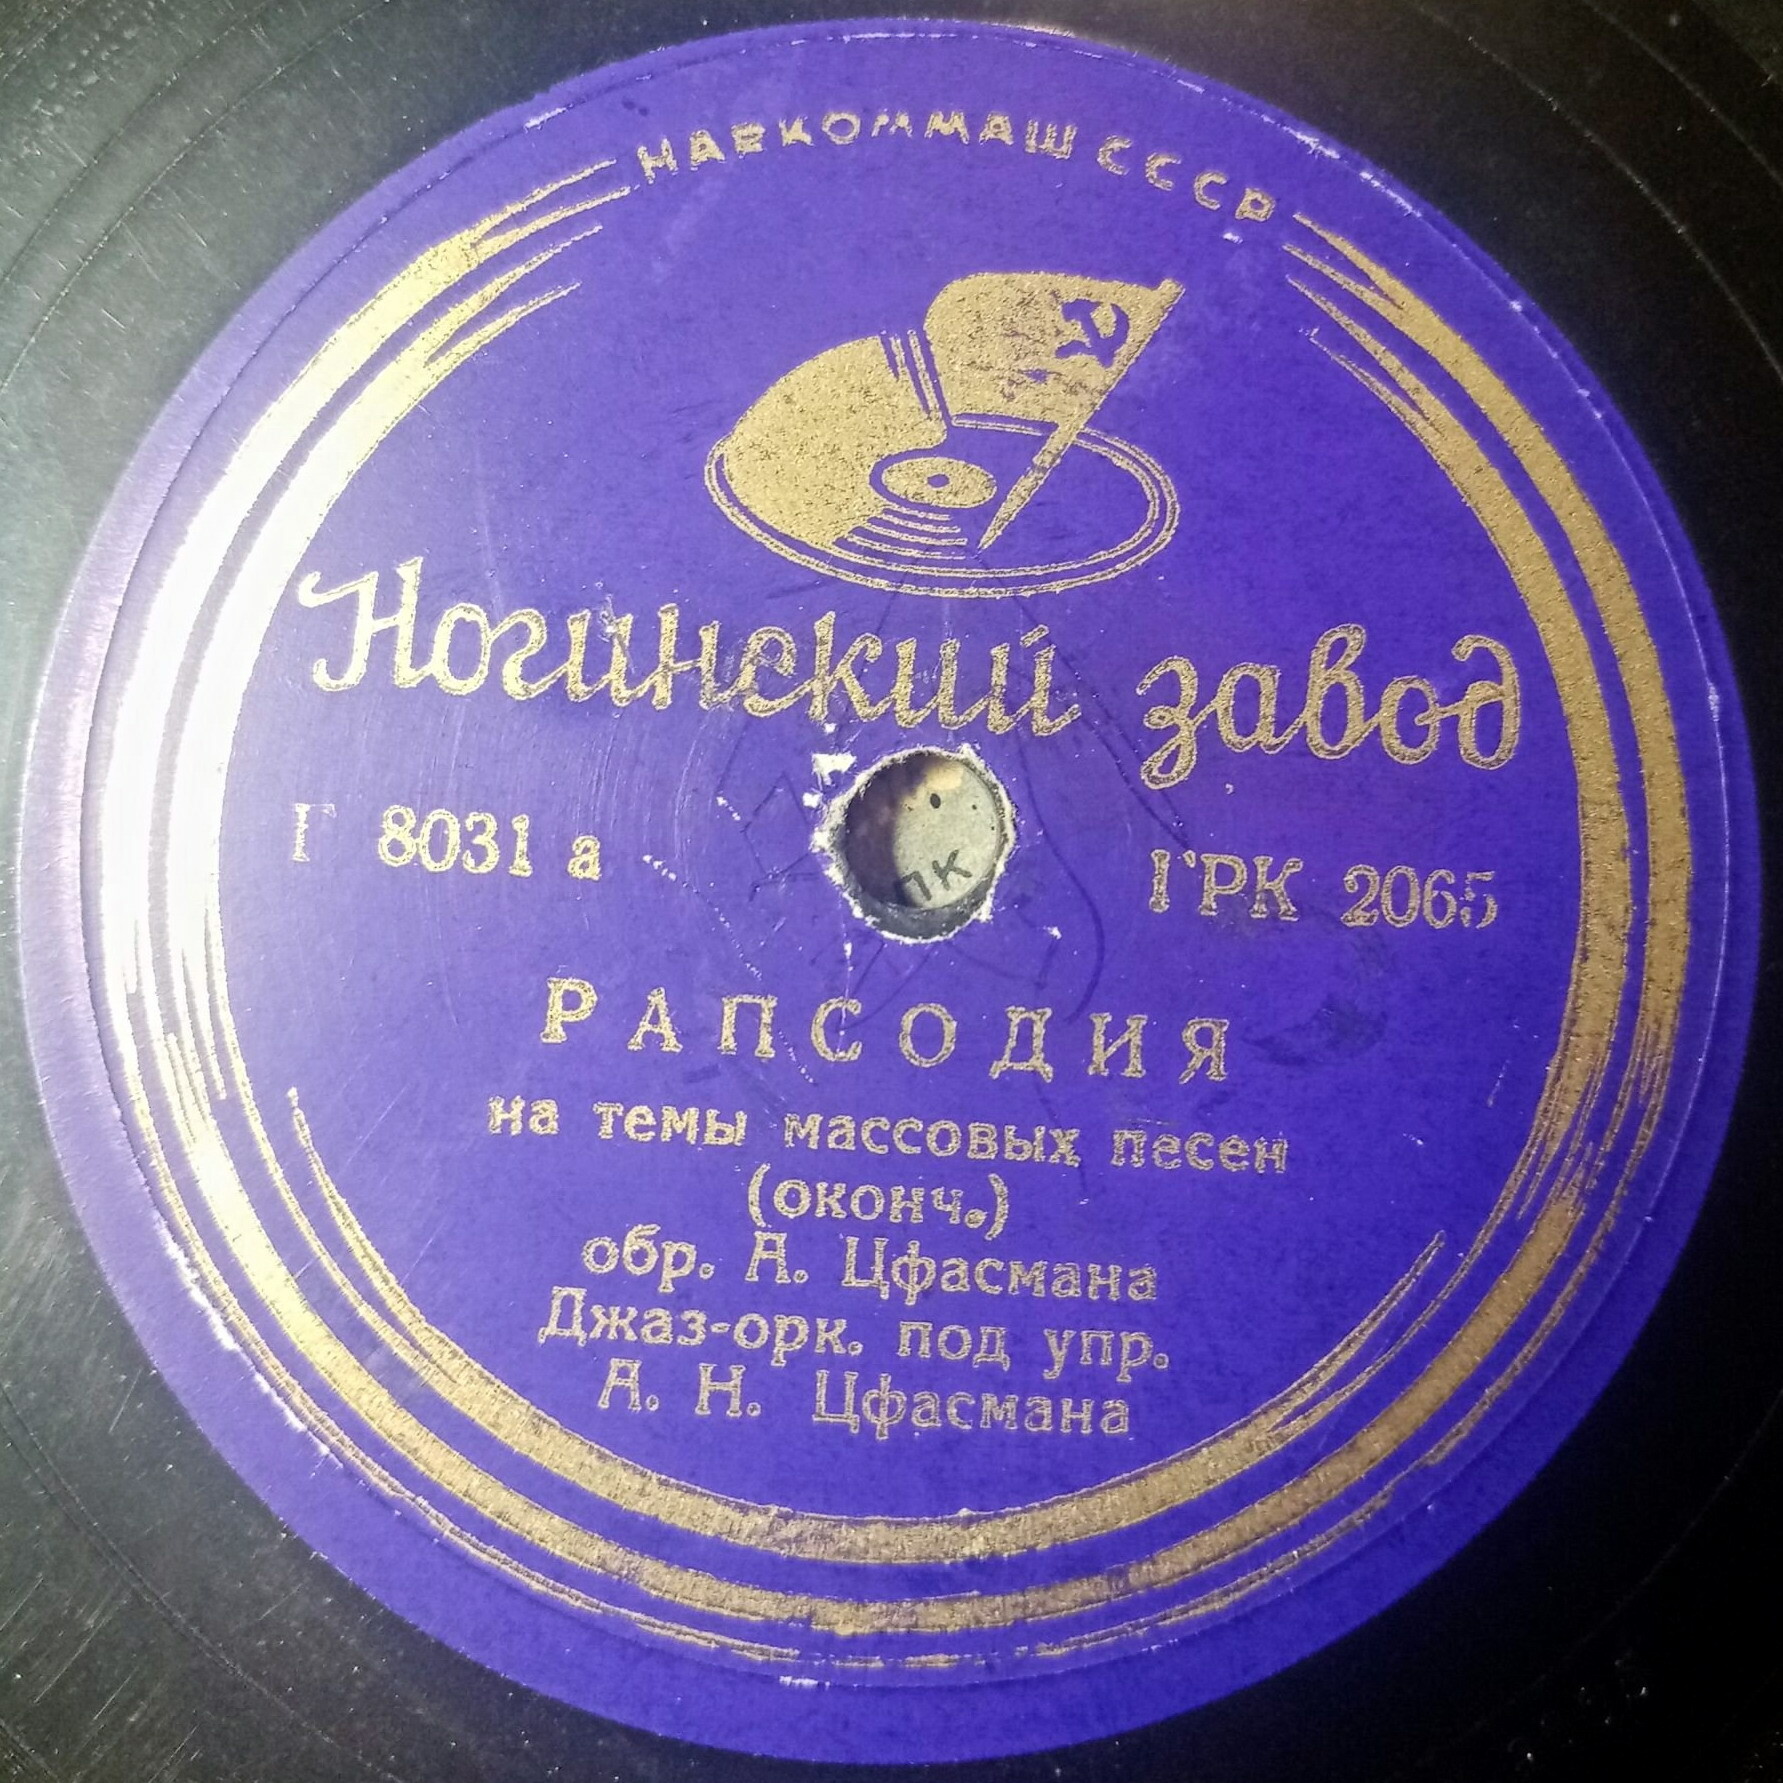 НАРКОММАШ СССР
Ногинский завод
Г 8031 а
ГРК 2065
РАПСОДИЯ
на темы массовых песен
(оконч.)
обр. А. Цфасмана
Джаз-орк. под упр.
А. Н. Цфасмана
ПК